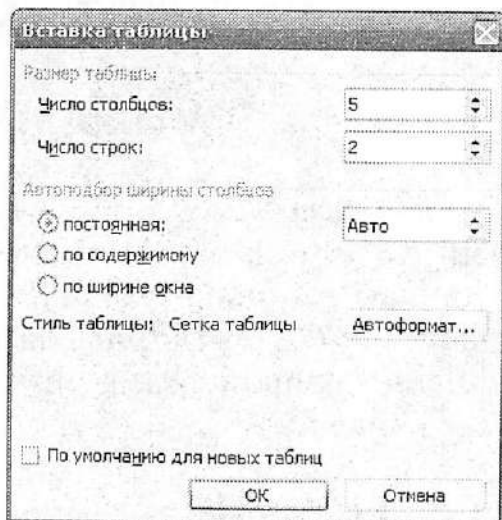 Вставка таблицы
Размер таблицы
Число столбцов: 5
Число строк: 2
Автоподбор ширины столбцов
постоянная: Авто
по содержимому
по ширине окна
Стиль таблицы: Сетка таблицы Автоформат...
По умолчанию для новых таблиц
ОК Отмена